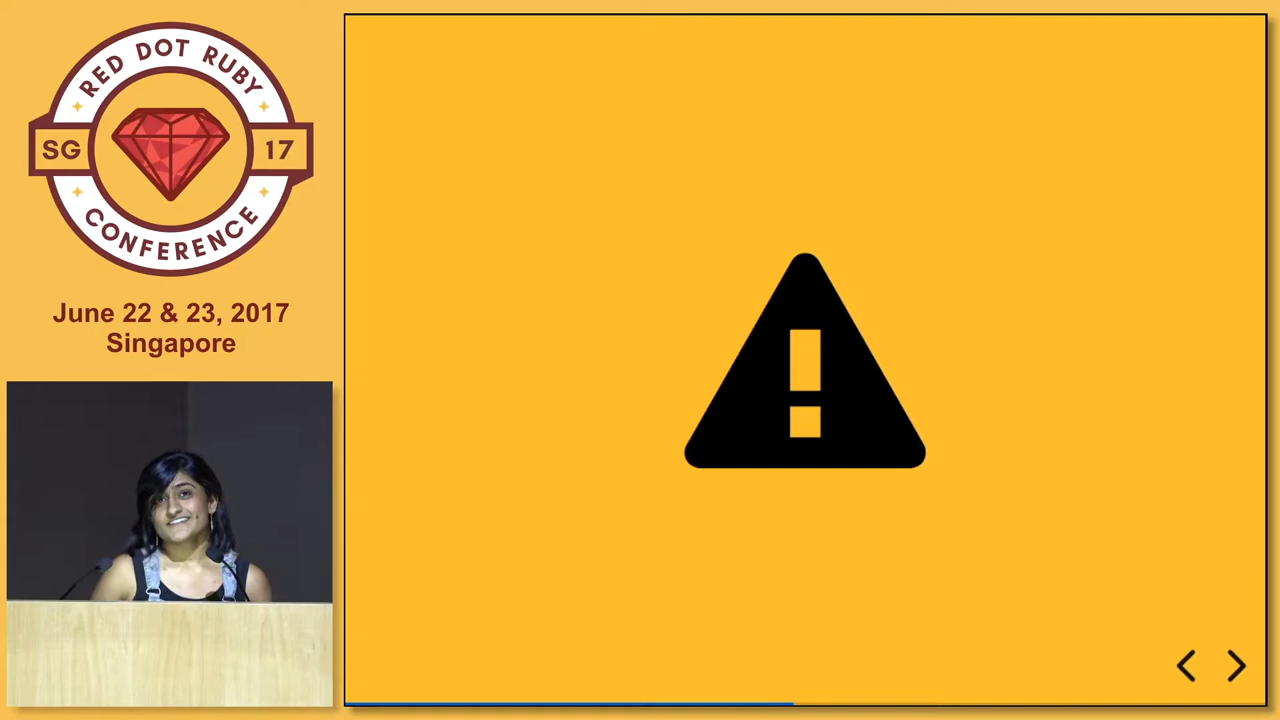 RED DOT RUBY
SG 17
CONFERENCE
June 22 & 23, 2017
Singapore